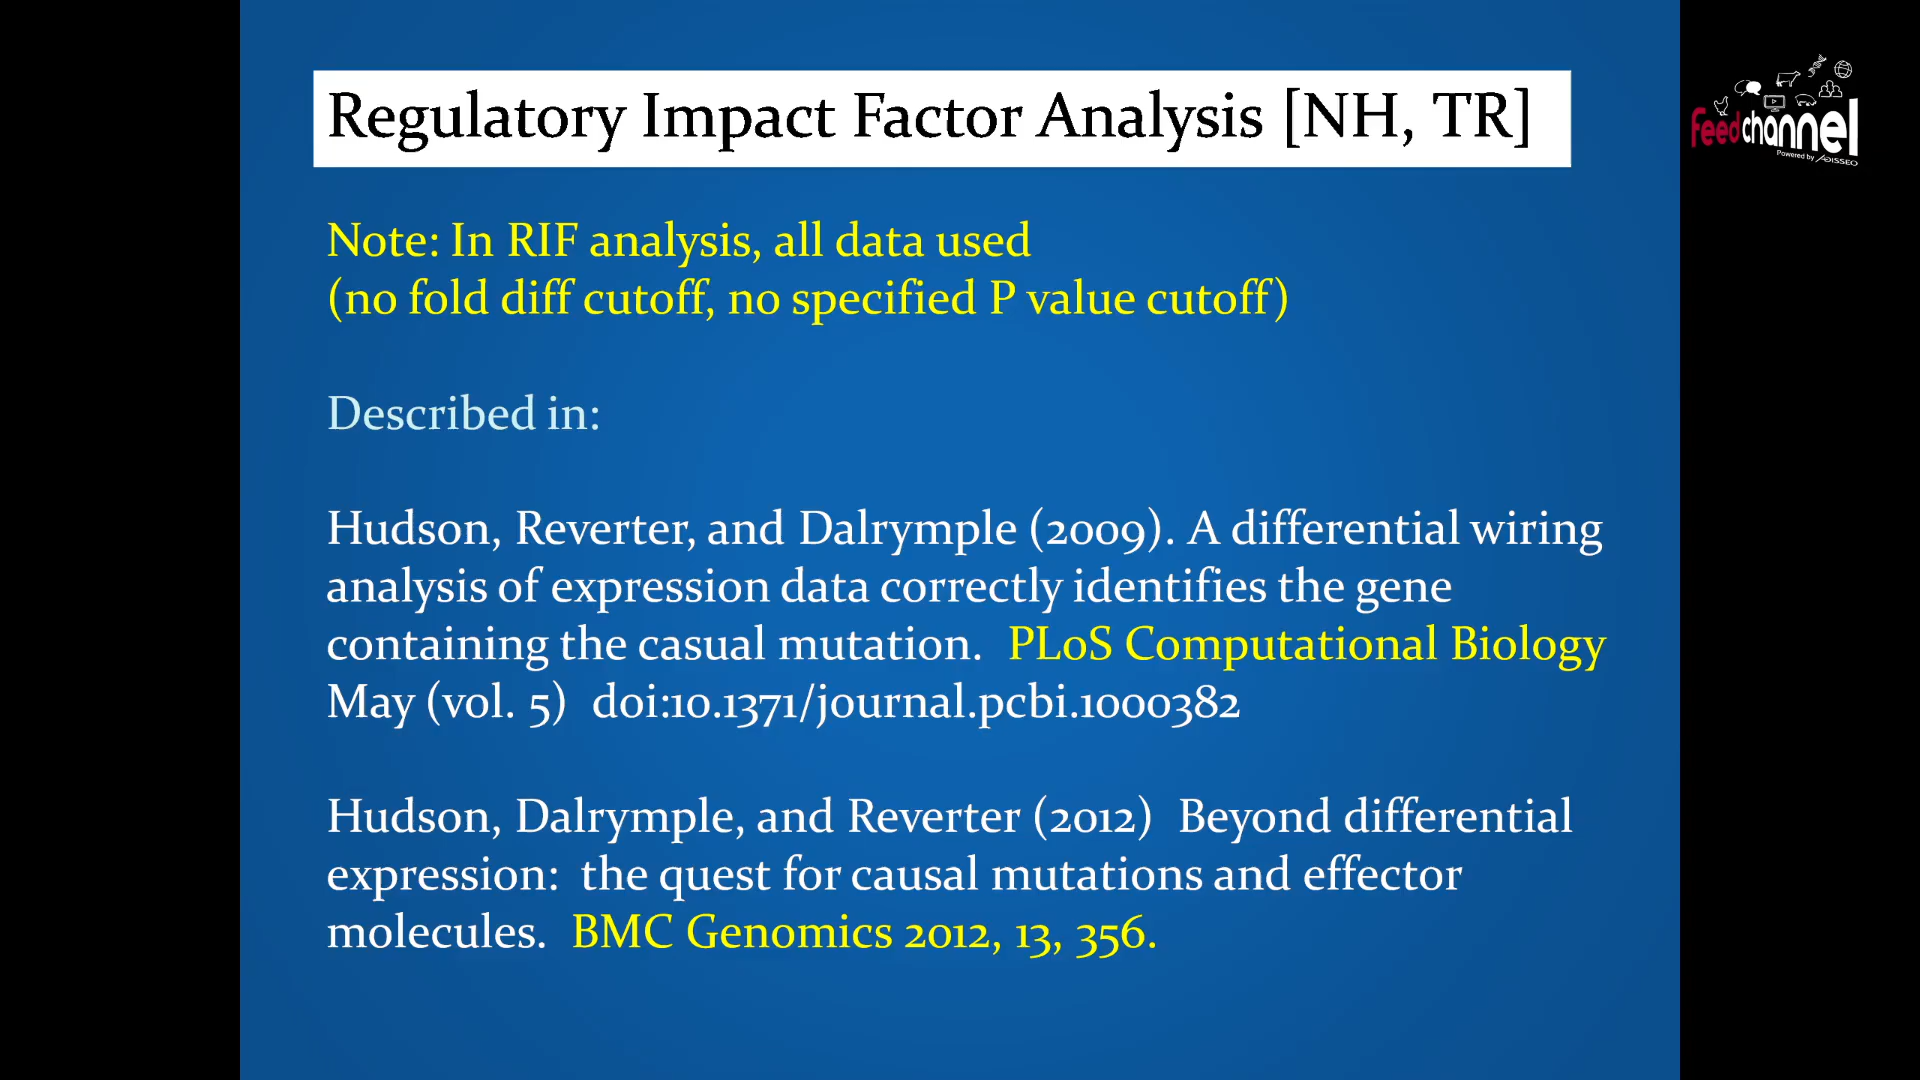 Regulatory Impact Factor Analysis [NH, TR]
feedchannel
Powered by ADISSEO
Note: In RIF analysis, all data used
(no fold diff cutoff, no specified P value cutoff)
Described in:
Hudson, Reverter, and Dalrymple (2009). A differential wiring
analysis of expression data correctly identifies the gene
containing the casual mutation. PLoS Computational Biology
May (vol. 5) doi:10.1371/journal.pcbi.1000382
Hudson, Dalrymple, and Reverter (2012) Beyond differential
expression: the quest for causal mutations and effector
molecules. BMC Genomics 2012, 13, 356.